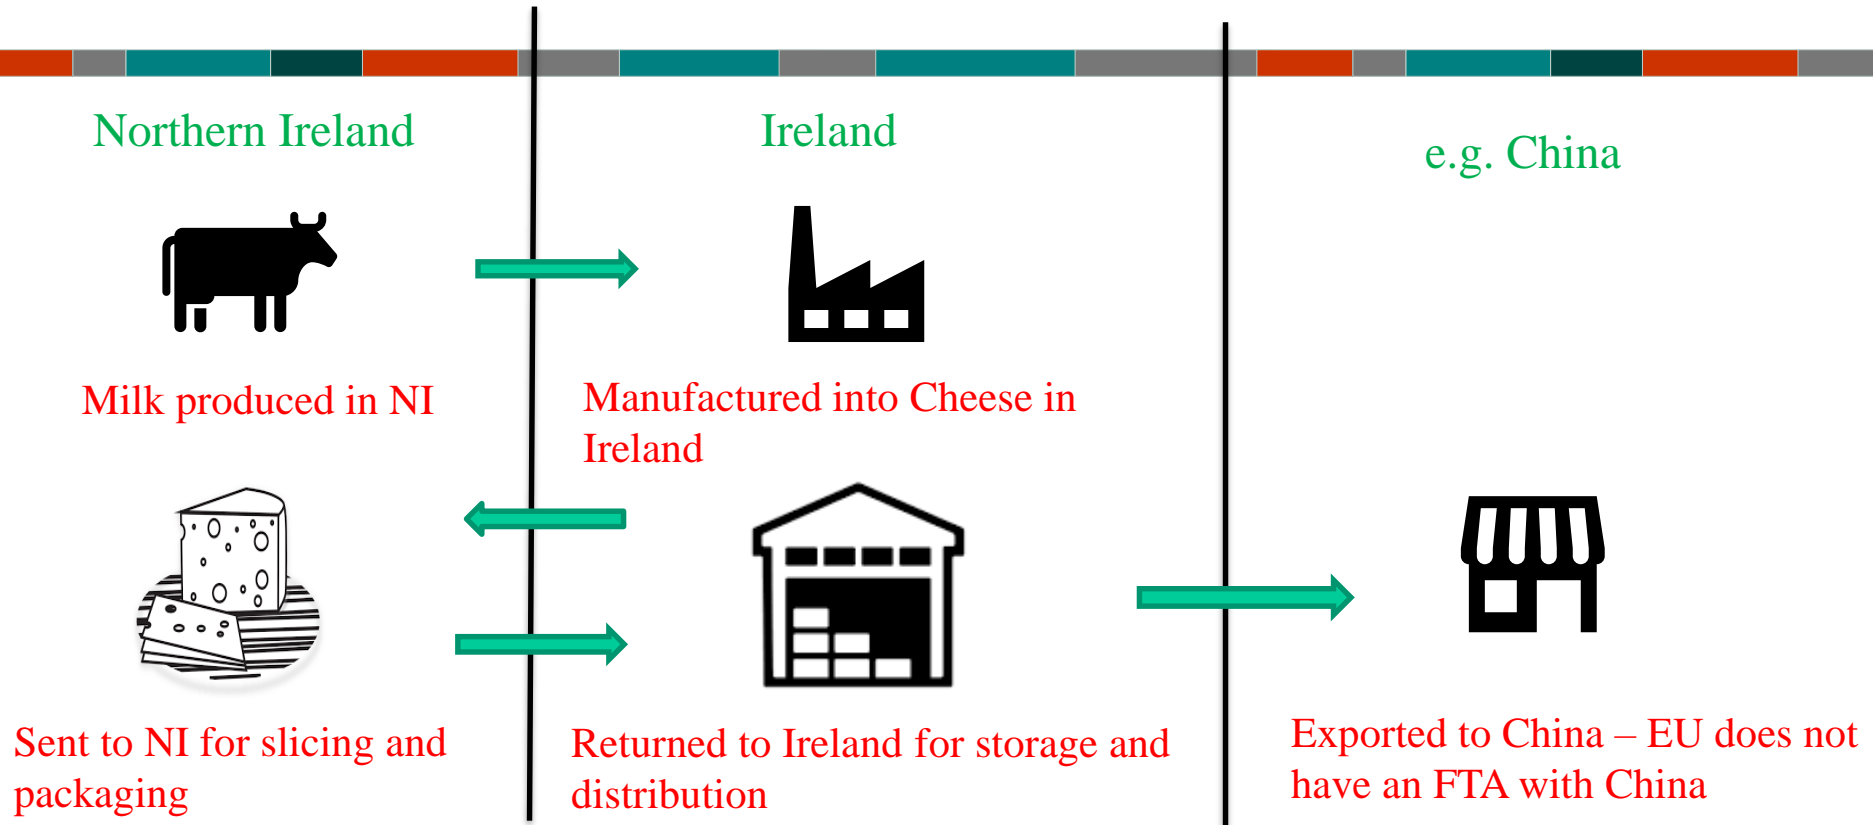 Northern Ireland
Ireland
e.g. China
Milk produced in NI
Manufactured into Cheese in
Ireland
Sent to NI for slicing and
packaging
Returned to Ireland for storage and
distribution
Exported to China – EU does not
have an FTA with China